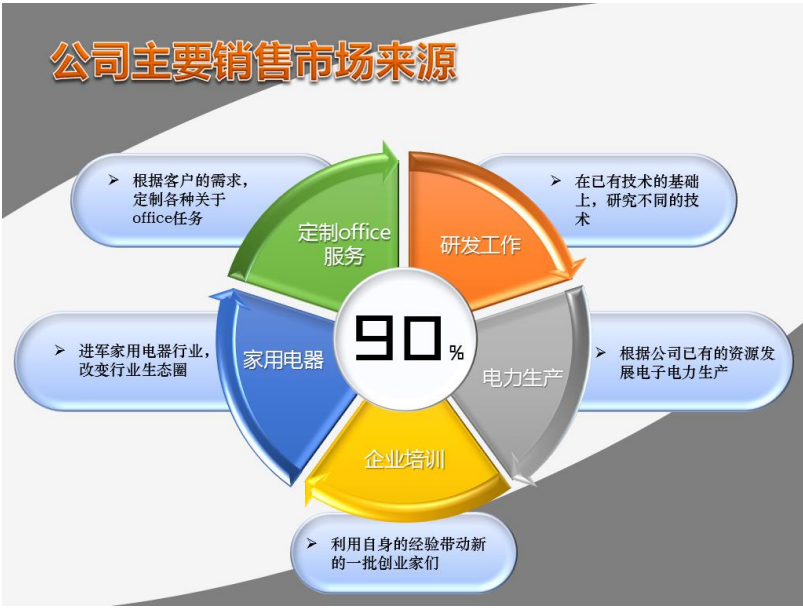 公司主要销售市场来源
➢ 根据客户的需求，
定制各种关于
office任务
➢ 在已有技术的基础
上，研究不同的技
术
定制office
服务
研发工作
90%
➢ 进军家用电器行业，
改变行业生态圈
家用电器
电力生产
➢ 根据公司已有的资源发
展电子电力生产
企业培训
➢ 利用自身的经验带动新
的一批创业家们